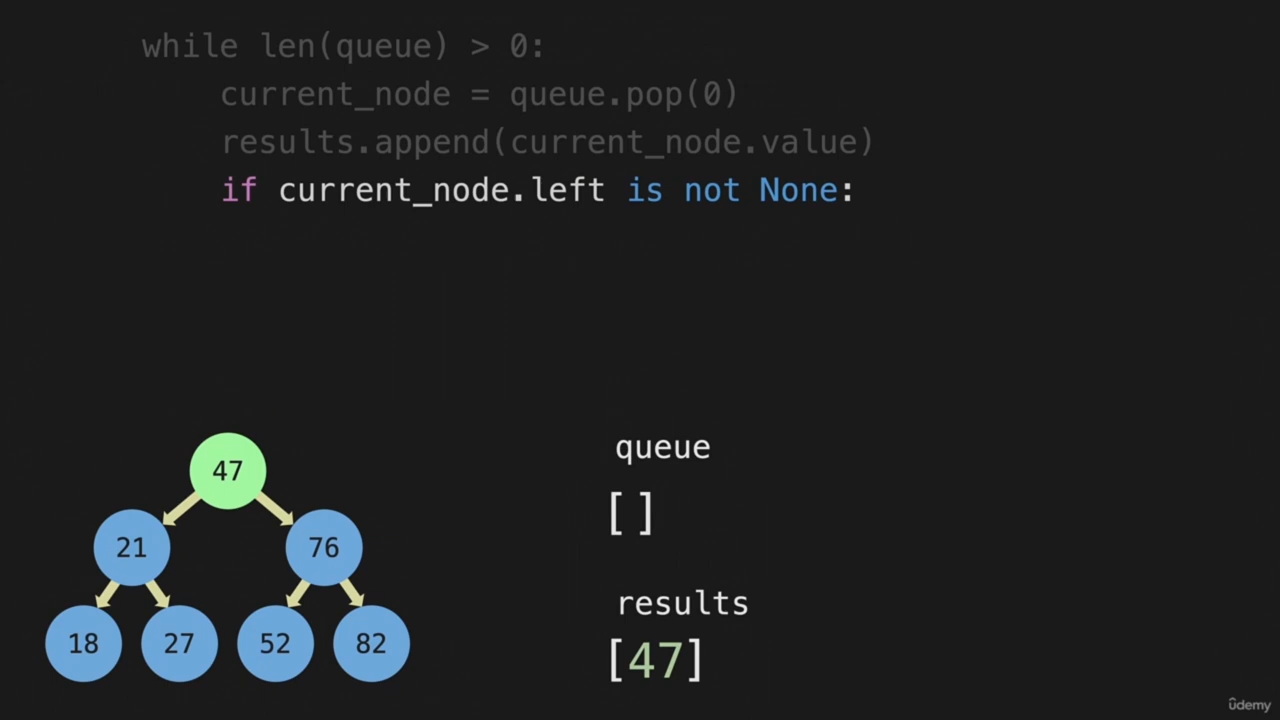 while len(queue) > 0:
current_node = queue.pop(0)
results.append(current_node.value)
if current_node.left is not None:
47
21
76
18
27
52
82
queue
[ ]
results
[47]
ûdemy